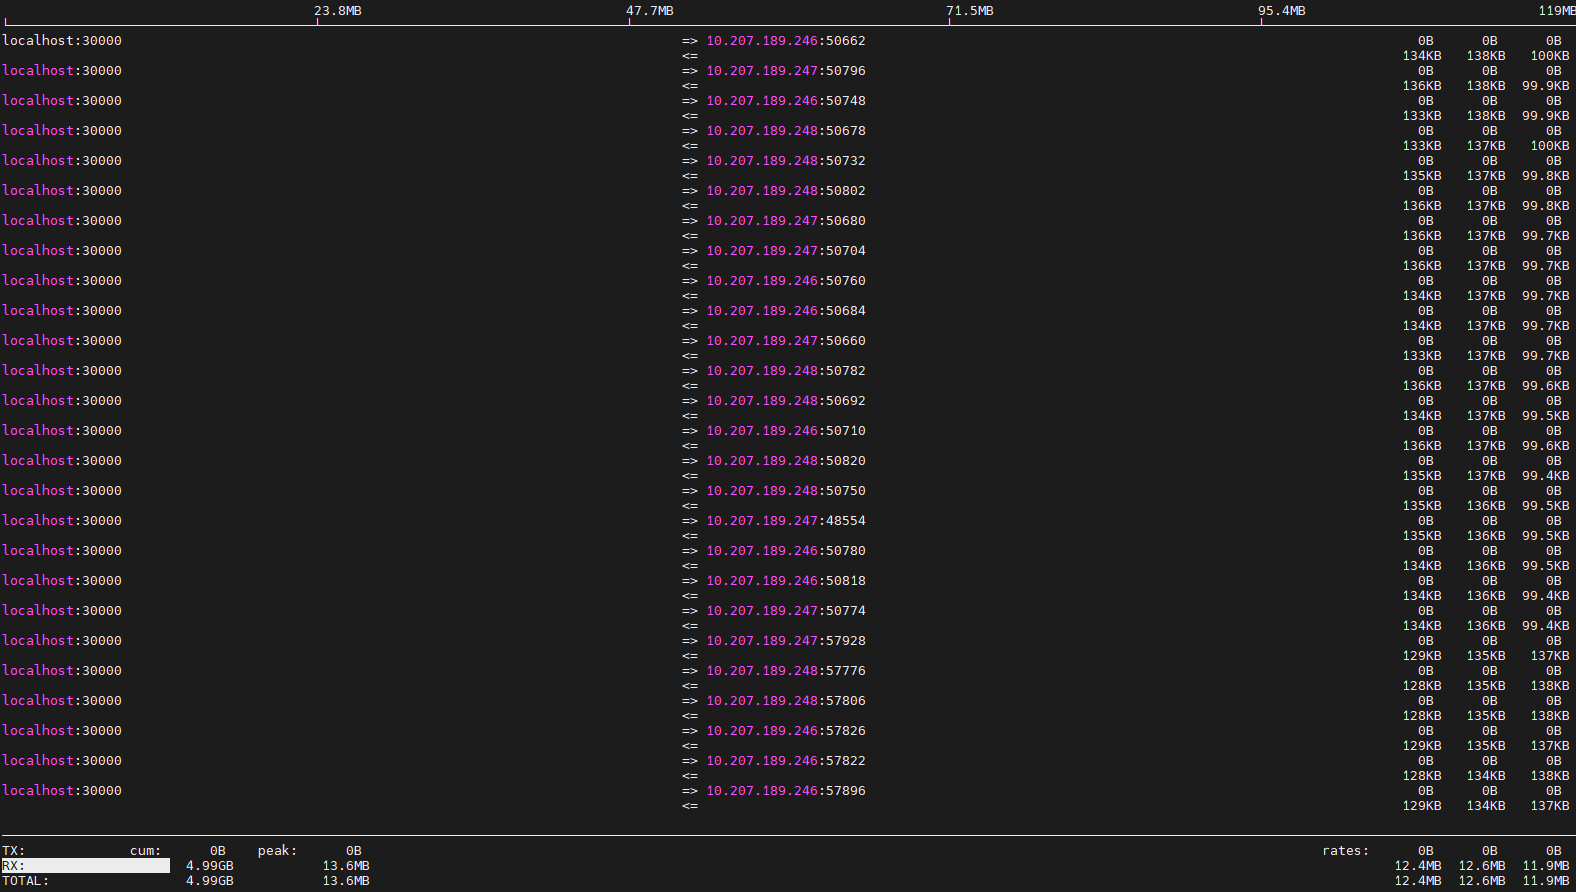 23.8MB 47.7MB 71.5MB 95.4MB 119MB
localhost:30000 => 10.207.189.246:50662 0B 0B 0B
<= 134KB 138KB 100KB
localhost:30000 => 10.207.189.247:50796 0B 0B 0B
<= 136KB 138KB 99.9KB
localhost:30000 => 10.207.189.246:50748 0B 0B 0B
<= 133KB 138KB 99.9KB
localhost:30000 => 10.207.189.248:50678 0B 0B 0B
<= 133KB 137KB 100KB
localhost:30000 => 10.207.189.248:50732 0B 0B 0B
<= 135KB 137KB 99.8KB
localhost:30000 => 10.207.189.248:50802 0B 0B 0B
<= 136KB 137KB 99.8KB
localhost:30000 => 10.207.189.247:50680 0B 0B 0B
<= 136KB 137KB 99.7KB
localhost:30000 => 10.207.189.247:50704 0B 0B 0B
<= 136KB 137KB 99.7KB
localhost:30000 => 10.207.189.246:50760 0B 0B 0B
<= 134KB 137KB 99.7KB
localhost:30000 => 10.207.189.246:50684 0B 0B 0B
<= 134KB 137KB 99.7KB
localhost:30000 => 10.207.189.247:50660 0B 0B 0B
<= 133KB 137KB 99.7KB
localhost:30000 => 10.207.189.248:50782 0B 0B 0B
<= 136KB 137KB 99.6KB
localhost:30000 => 10.207.189.248:50692 0B 0B 0B
<= 134KB 137KB 99.5KB
localhost:30000 => 10.207.189.246:50710 0B 0B 0B
<= 136KB 137KB 99.6KB
localhost:30000 => 10.207.189.248:50820 0B 0B 0B
<= 135KB 137KB 99.4KB
localhost:30000 => 10.207.189.248:50750 0B 0B 0B
<= 135KB 136KB 99.5KB
localhost:30000 => 10.207.189.247:48554 0B 0B 0B
<= 135KB 136KB 99.5KB
localhost:30000 => 10.207.189.246:50780 0B 0B 0B
<= 134KB 136KB 99.5KB
localhost:30000 => 10.207.189.246:50818 0B 0B 0B
<= 134KB 136KB 99.4KB
localhost:30000 => 10.207.189.247:50774 0B 0B 0B
<= 134KB 136KB 99.4KB
localhost:30000 => 10.207.189.247:57928 0B 0B 0B
<= 129KB 135KB 137KB
localhost:30000 => 10.207.189.248:57776 0B 0B 0B
<= 128KB 135KB 138KB
localhost:30000 => 10.207.189.248:57806 0B 0B 0B
<= 128KB 135KB 138KB
localhost:30000 => 10.207.189.246:57826 0B 0B 0B
<= 129KB 135KB 137KB
localhost:30000 => 10.207.189.246:57822 0B 0B 0B
<= 128KB 134KB 138KB
localhost:30000 => 10.207.189.246:57896 0B 0B 0B
<= 129KB 134KB 137KB
TX: cum: 0B peak: 0B rates: 0B 0B 0B
RX: 4.99GB 13.6MB 12.4MB 12.6MB 11.9MB
TOTAL: 4.99GB 13.6MB 12.4MB 12.6MB 11.9MB